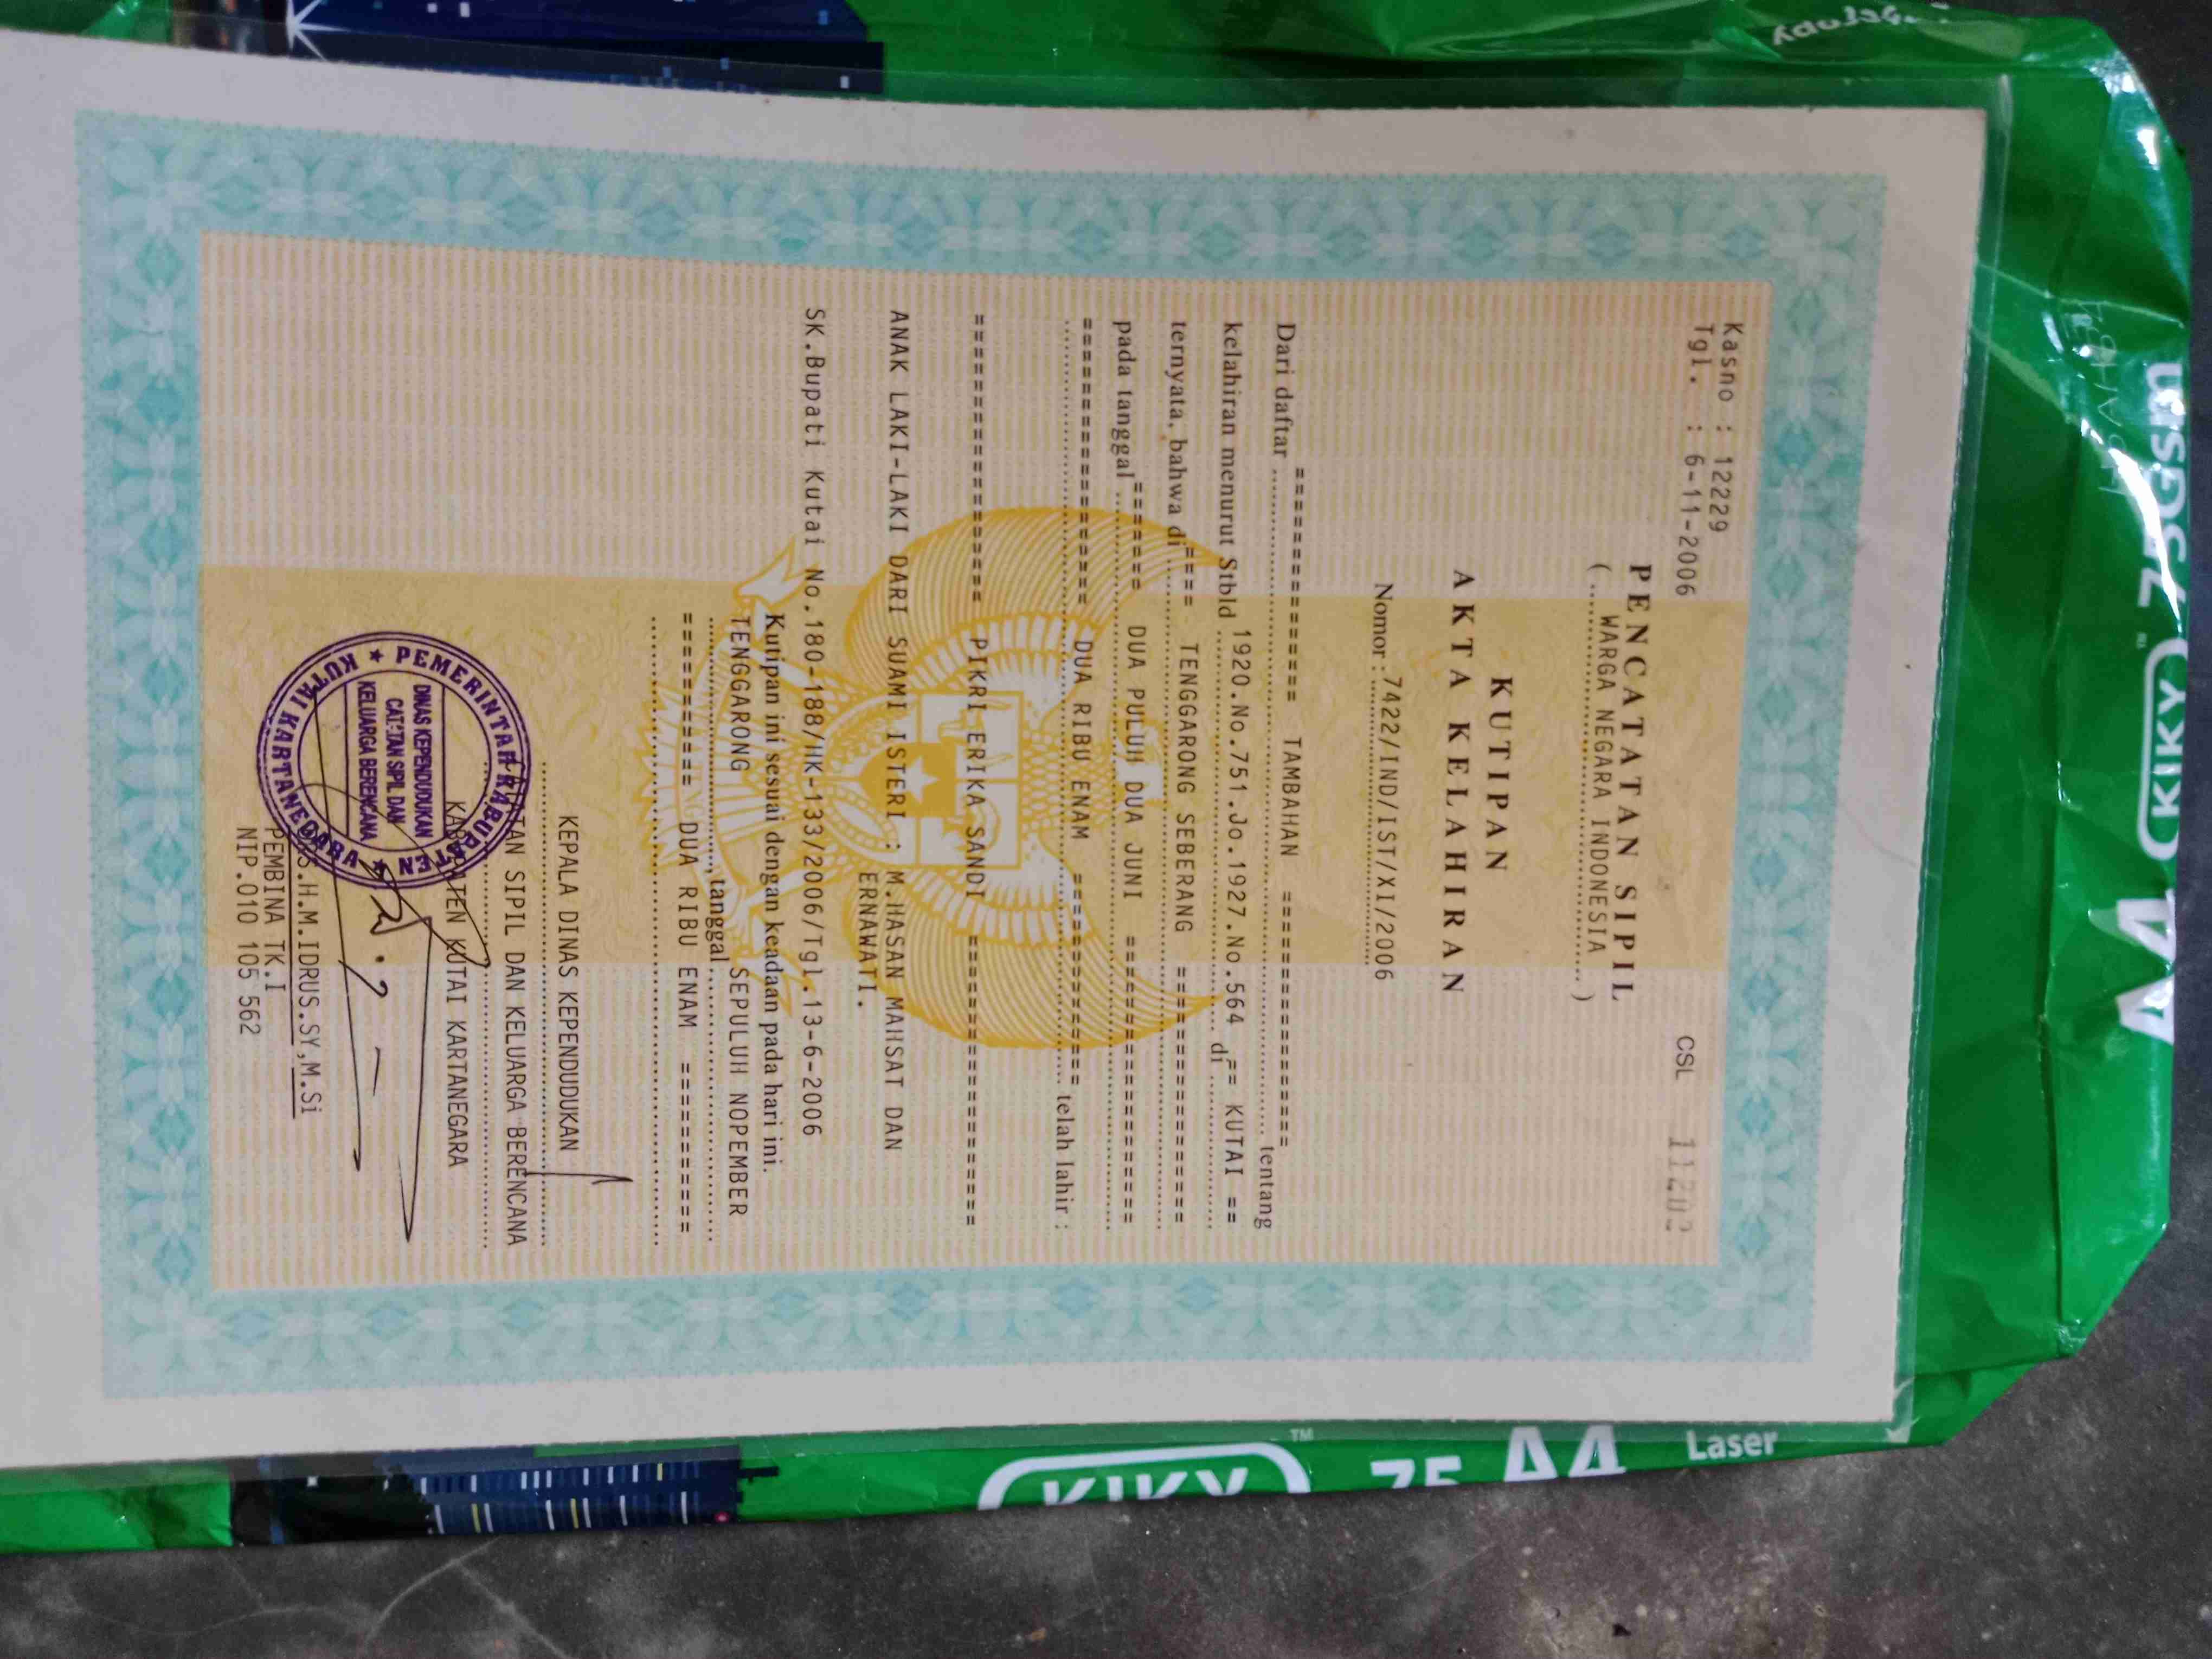 Kasno : 12229
Tgl. : 6-11-2006
CSL
PENCATATAN SIPIL
(.......WARGA NEGARA INDONESIA.......)
KUTIPAN
AKTA KELAHIRAN
Nomor : 7422/IND/IST/XI/2006
Dari daftar ================ TAMBAHAN ================ tentang
kelahiran menurut Stbld 1920.No.751.Jo.1927.No.564 di == KUTAI ==
ternyata, bahwa di ==== TENGGARONG SEBERANG ================
pada tanggal ======= DUA PULUH DUA JUNI ================
================ DUA RIBU ENAM ============ telah lahir :
================ PIKRI ERIKA SANDI ================
ANAK LAKI-LAKI DARI SUAMI ISTERI : M.HASAN MAHSAT DAN
ERNAWATI.
SK.Bupati Kutai No.180-188/HK-133/2006/Tgl.13-6-2006
Kutipan ini sesuai dengan keadaan pada hari ini.
TENGGARONG, tanggal SEPULUH NOPEMBER
========== DUA RIBU ENAM ==========
KEPALA DINAS KEPENDUDUKAN
SIPIL DAN KELUARGA BERENCANA
KABUPATEN KUTAI KARTANEGARA
H.M.IDRUS.SY,M.Si
PEMBINA TK.I
NIP.010 105 562
PEMERINTAH KABUPATEN
KUTAI KARTANEGARA
DINAS KEPENDUDUKAN
CATATAN SIPIL DAN
KELUARGA BERENCANA
A4
KIKY
KIKY
75
A4
Laser